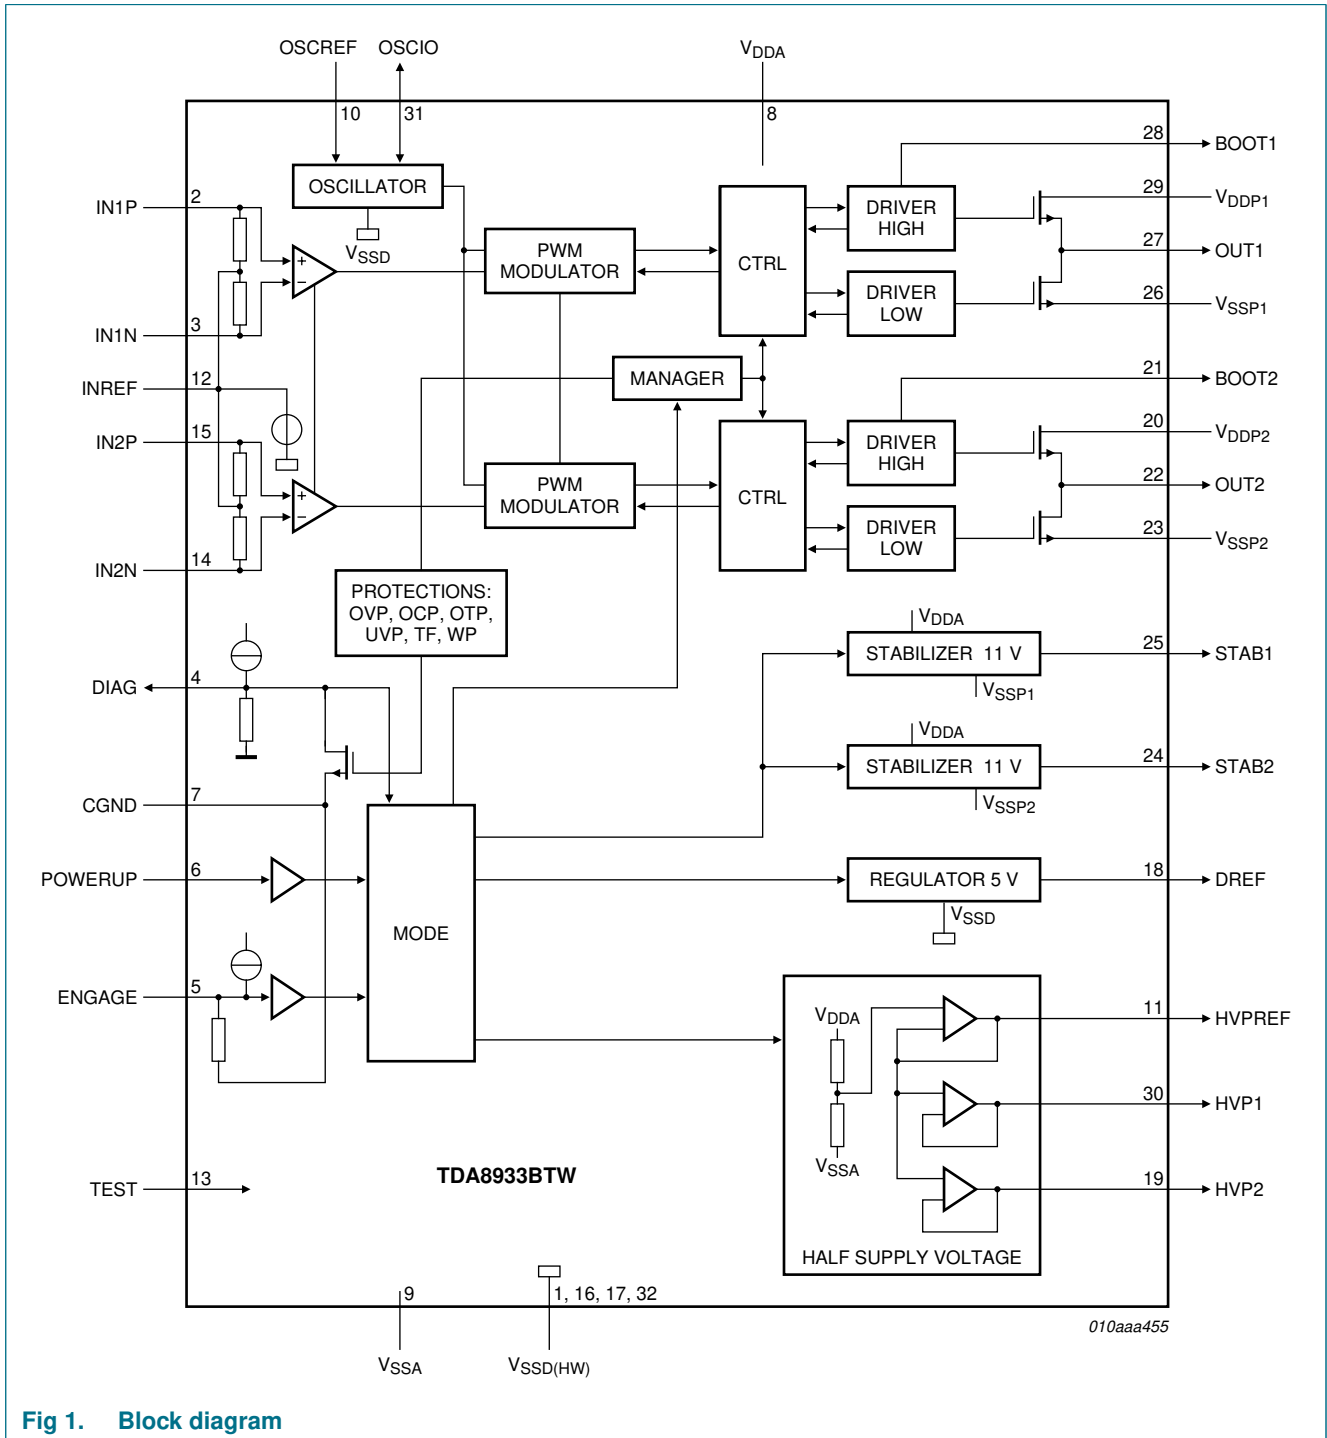 OSCREF OSCIO VDDA
10 31 8
28 BOOT1
OSCILLATOR
2
IN1P
VSSD
PWM
MODULATOR
CTRL
DRIVER
HIGH
29 VDDP1
27 OUT1
+
−
3
IN1N
DRIVER
LOW
26 VSSP1
12
INREF
MANAGER
21 BOOT2
15
IN2P
DRIVER
HIGH
20 VDDP2
+
−
PWM
MODULATOR
CTRL
22 OUT2
14
IN2N
DRIVER
LOW
23 VSSP2
PROTECTIONS:
OVP, OCP, OTP,
UVP, TF, WP
VDDA
STABILIZER 11 V
25 STAB1
VSSP1
4
DIAG
VDDA
STABILIZER 11 V
24 STAB2
VSSP2
7
CGND
6
POWERUP
REGULATOR 5 V
18 DREF
VSSD
MODE
5
ENGAGE
VDDA
11 HVPREF
30 HVP1
VSSA
19 HVP2
HALF SUPPLY VOLTAGE
13
TEST
TDA8933BTW
9 1, 16, 17, 32
VSSA VSSD(HW)
010aaa455
Fig 1. Block diagram